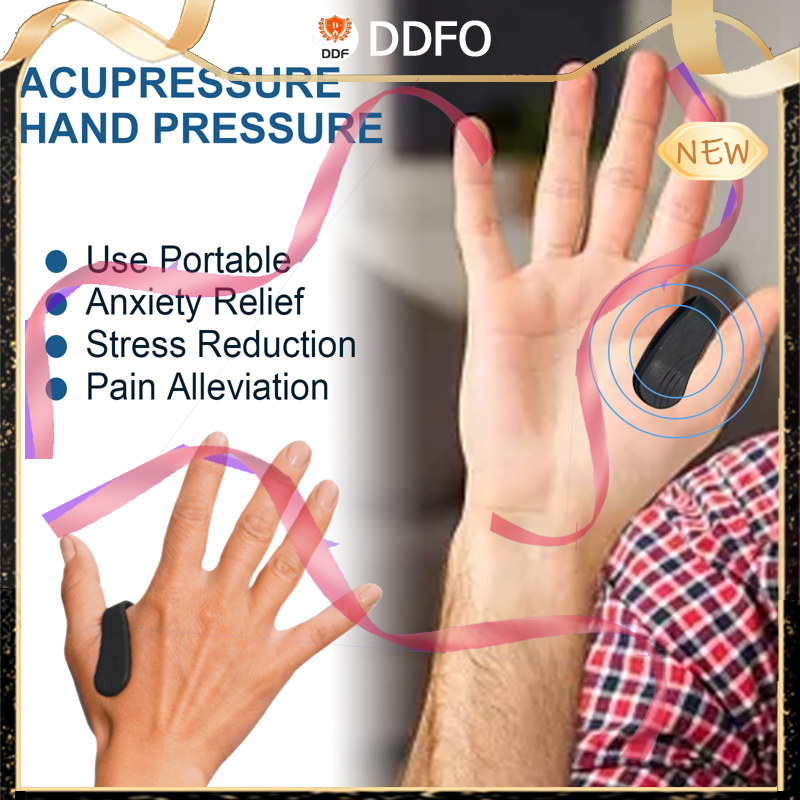 DDF
DDFO
ACUPRESSURE
HAND PRESSURE
NEW
Use Portable
Anxiety Relief
Stress Reduction
Pain Alleviation